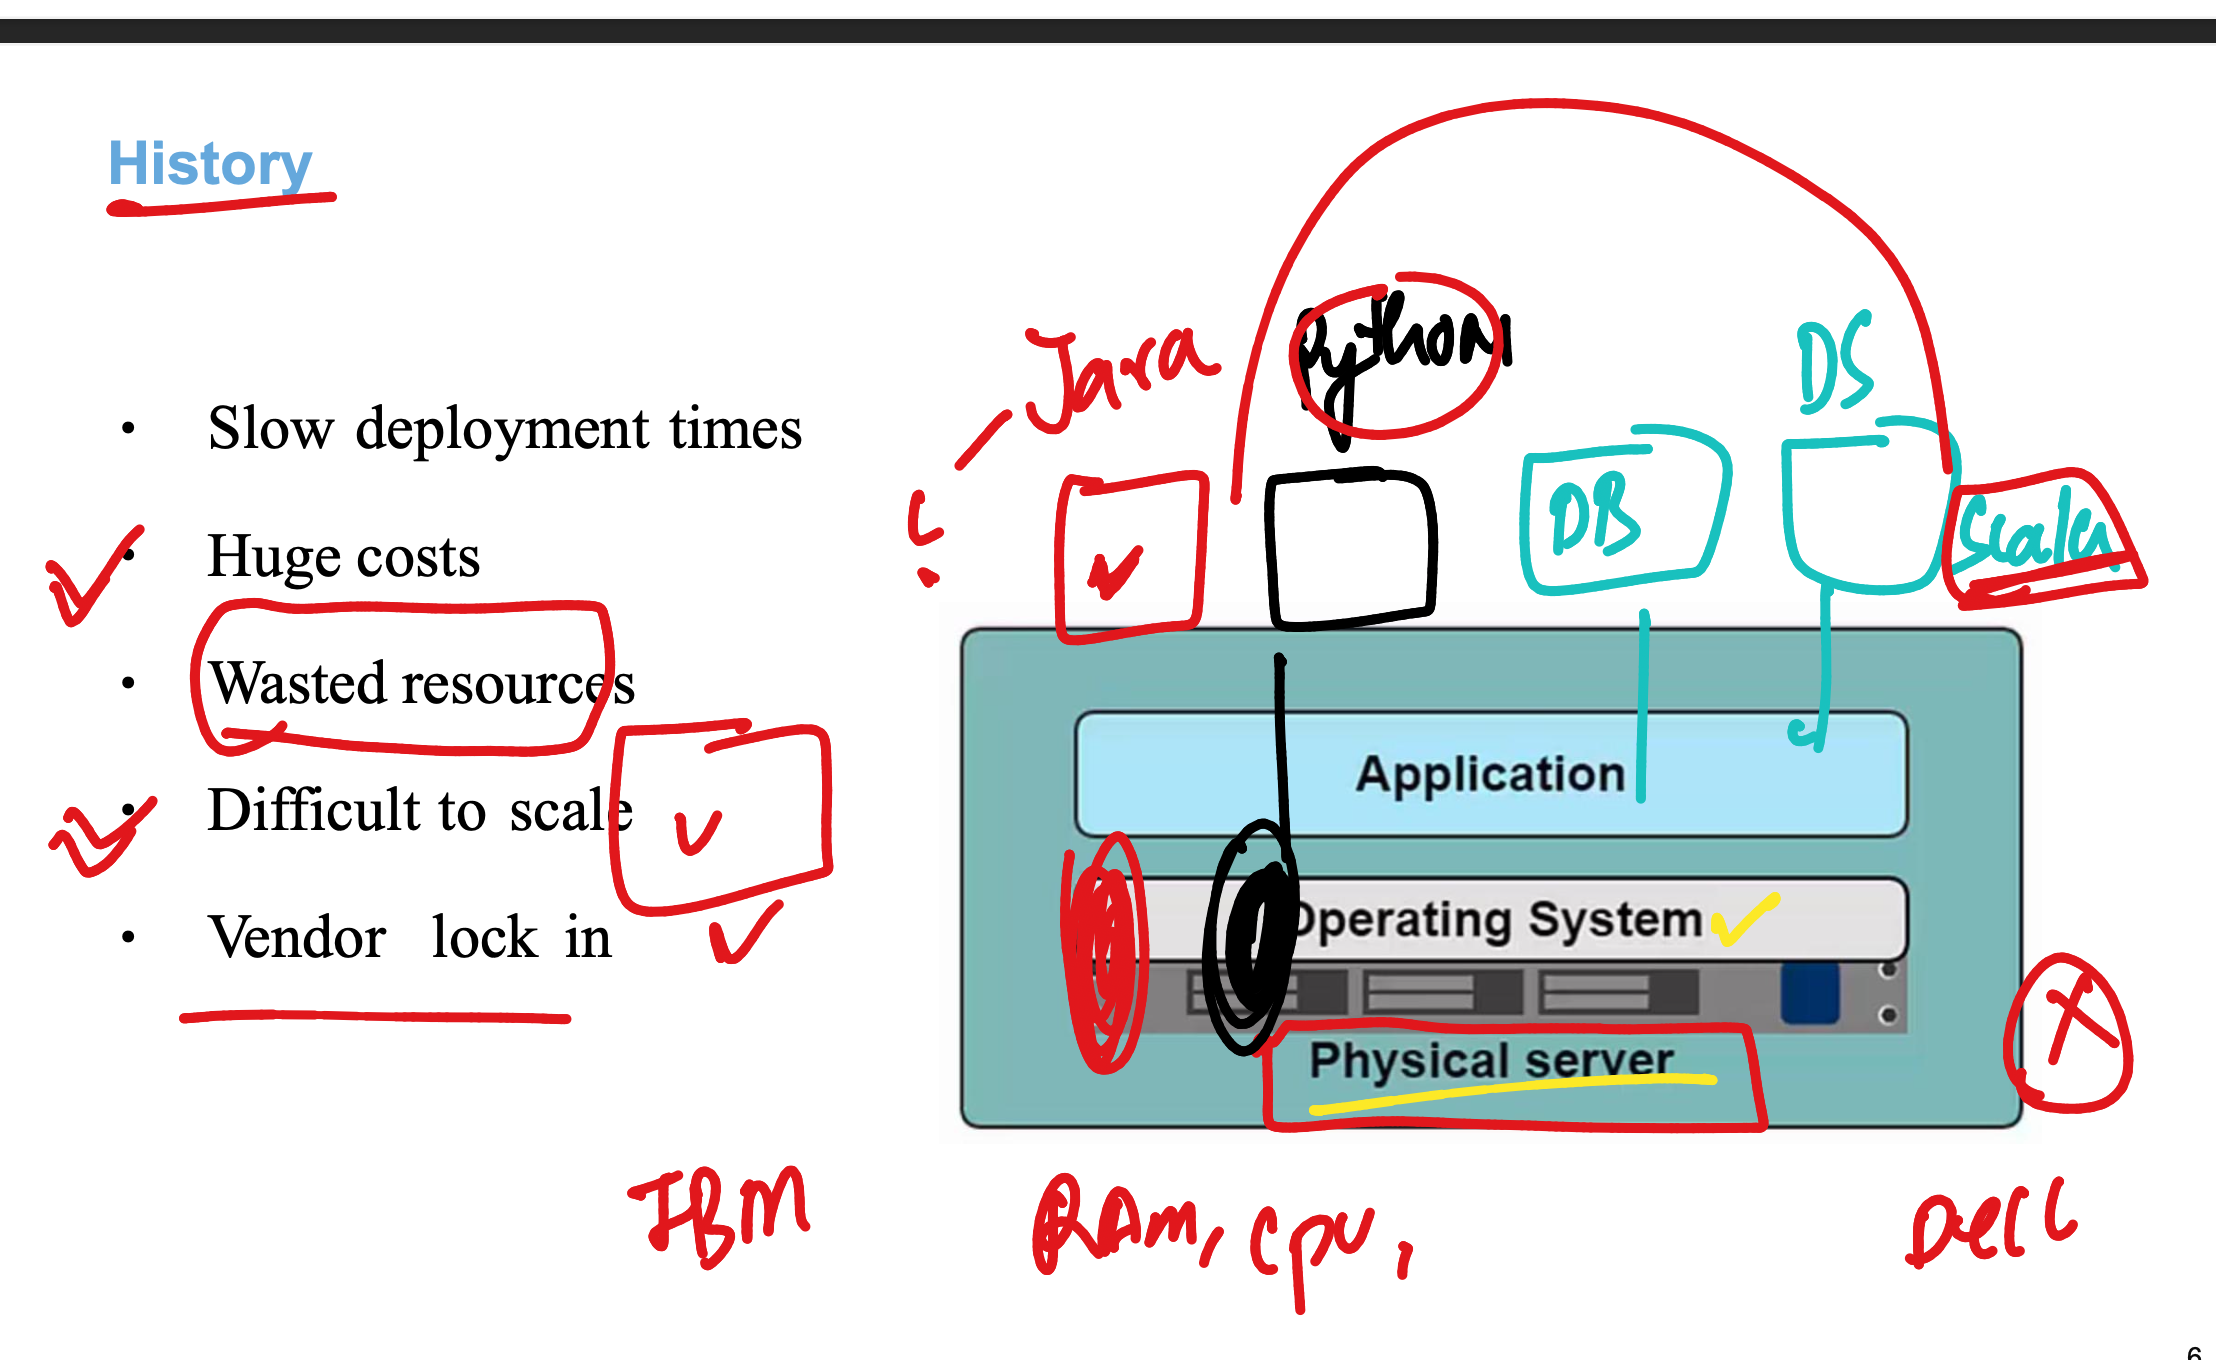 History
Slow deployment times
Huge costs
Wasted resources
Difficult to scale
Vendor lock in
Java
Python
DS
DB
Application
Operating System
Physical server
IBM
RAM, CPU,
Dell
6